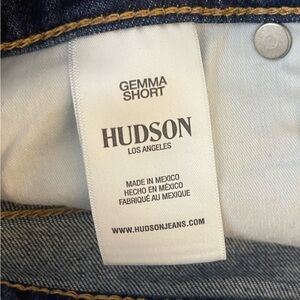 GEMMA
SHORT
HUDSON
LOS ANGELES
MADE IN MEXICO
HECHO EN MÉXICO
FABRIQUÉ AU MEXIQUE
WWW.HUDSONJEANS.COM